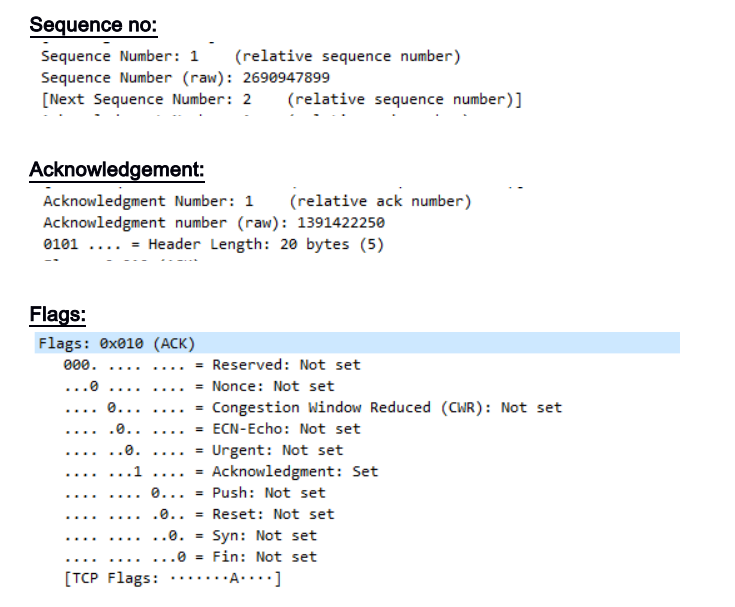 Sequence no:
Sequence Number: 1    (relative sequence number)
Sequence Number (raw): 2690947899
[Next Sequence Number: 2    (relative sequence number)]
Acknowledgement:
Acknowledgment Number: 1    (relative ack number)
Acknowledgment number (raw): 1391422250
0101 .... = Header Length: 20 bytes (5)
Flags:
Flags: 0x010 (ACK)
000. .... .... = Reserved: Not set
...0 .... .... = Nonce: Not set
.... 0... .... = Congestion Window Reduced (CWR): Not set
.... .0.. .... = ECN-Echo: Not set
.... ..0. .... = Urgent: Not set
.... ...1 .... = Acknowledgment: Set
.... .... 0... = Push: Not set
.... .... .0.. = Reset: Not set
.... .... ..0. = Syn: Not set
.... .... ...0 = Fin: Not set
[TCP Flags: ·······A····]